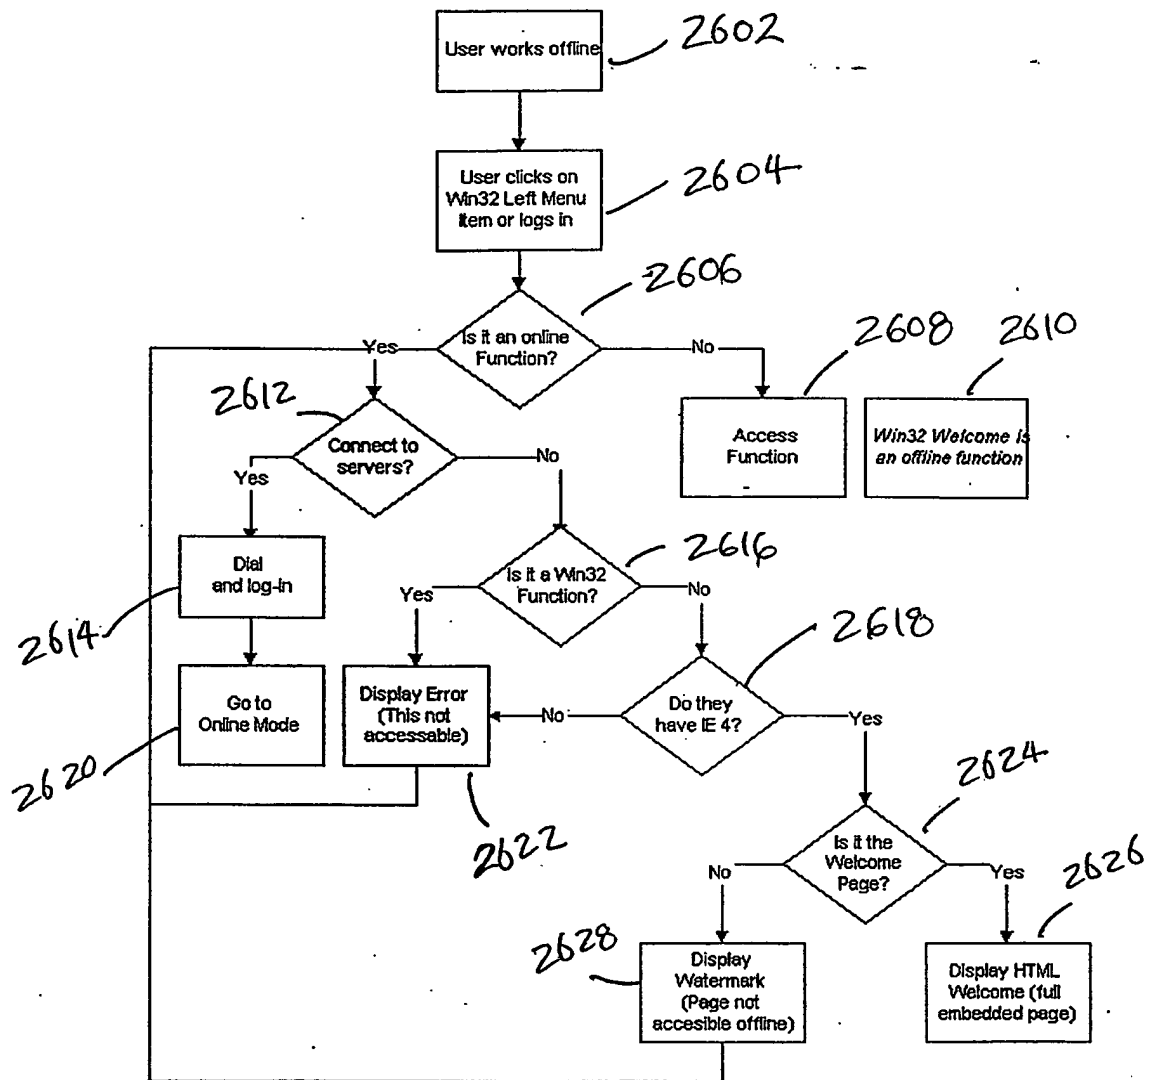 User works offline
2602
User clicks on
Win32 Left Menu
item or logs in
2604
2606
Is it an online
Function?
Yes
No
2608
2610
2612
Connect to
servers?
Access
Function
Win32 Welcome is
an offline function
Yes
No
Dial
and log-in
2614
Is it a Win32
Function?
2616
Yes
No
2618
Go to
Online Mode
2620
Display Error
(This not
accessable)
2622
No
Do they
have IE 4?
Yes
2624
Is it the
Welcome
Page?
No
Yes
2626
2628
Display
Watermark
(Page not
accesible offline)
Display HTML
Welcome (full
embedded page)